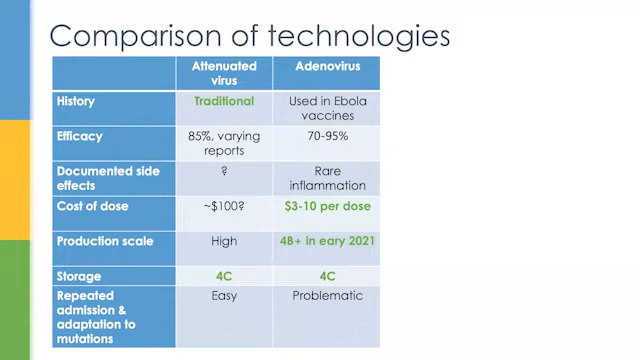 Comparison of technologies
Attenuated Adenovirus
virus
History Traditional Used in Ebola
vaccines
Efficacy 85%, varying 70-95%
reports
Documented side ? Rare
effects inflammation
Cost of dose ~$100? $3-10 per dose
Production scale High 4B+ in eary 2021
Storage 4C 4C
Repeated Easy Problematic
admission &
adaptation to
mutations